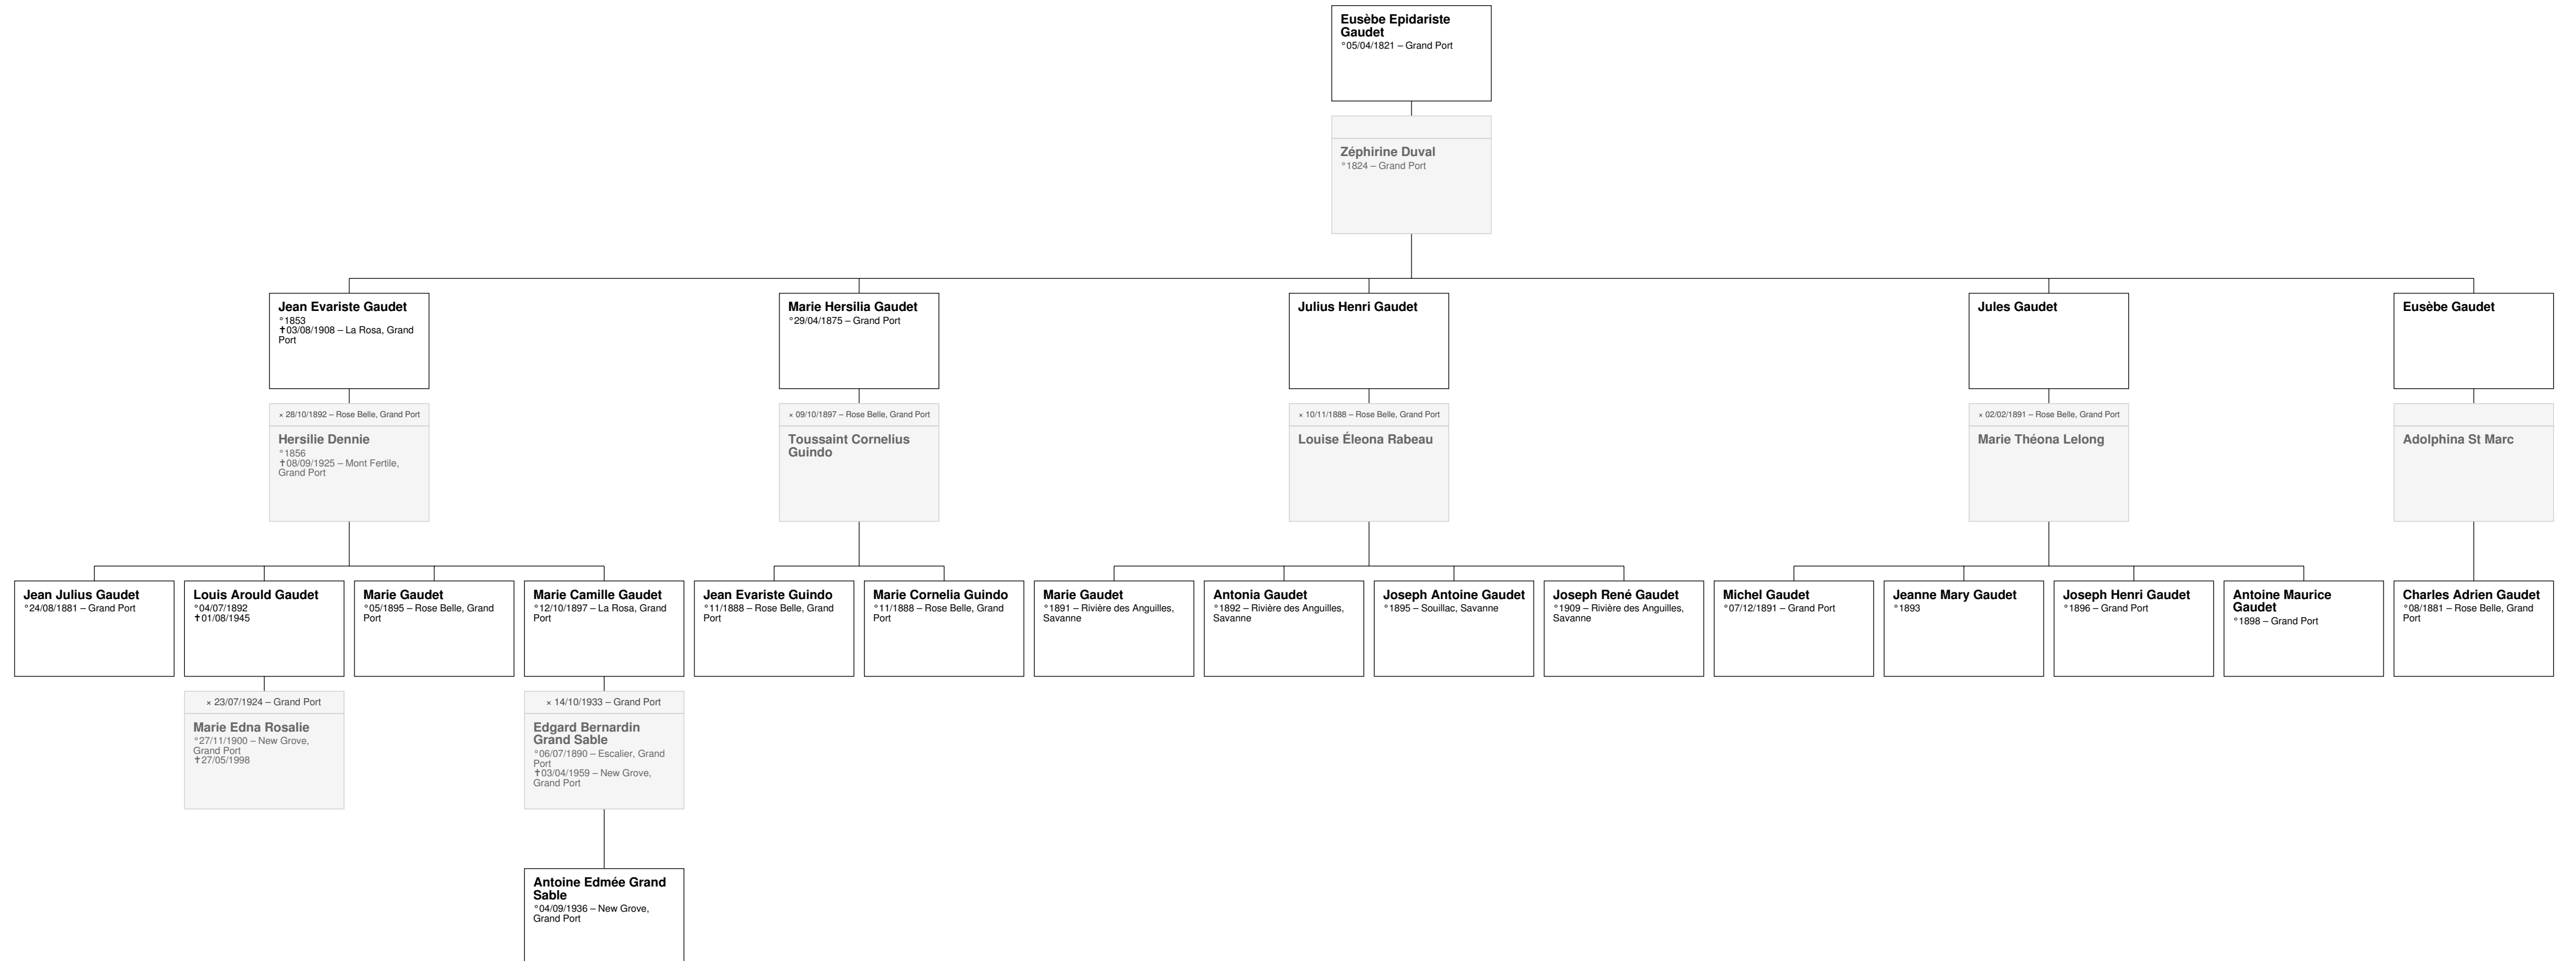 Eusèbe Epidariste
Gaudet
°05/04/1821 – Grand Port
Zéphirine Duval
°1824 – Grand Port
Jean Evariste Gaudet
°1853
✝03/08/1908 – La Rosa, Grand
Port
× 28/10/1892 – Rose Belle, Grand Port
Hersilie Dennie
°1856
✝08/09/1925 – Mont Fertile,
Grand Port
Marie Hersilia Gaudet
°29/04/1875 – Grand Port
× 09/10/1897 – Rose Belle, Grand Port
Toussaint Cornelius
Guindo
Julius Henri Gaudet
× 10/11/1888 – Rose Belle, Grand Port
Louise Éleona Rabeau
Jules Gaudet
× 02/02/1891 – Rose Belle, Grand Port
Marie Théona Lelong
Eusèbe Gaudet
Adolphina St Marc
Jean Julius Gaudet
°24/08/1881 – Grand Port
Louis Arould Gaudet
°04/07/1892
✝01/08/1945
× 23/07/1924 – Grand Port
Marie Edna Rosalie
°27/11/1900 – New Grove,
Grand Port
✝27/05/1998
Marie Gaudet
°05/1895 – Rose Belle, Grand
Port
Marie Camille Gaudet
°12/10/1897 – La Rosa, Grand
Port
× 14/10/1933 – Grand Port
Edgard Bernardin
Grand Sable
°06/07/1890 – Escalier, Grand
Port
✝03/04/1959 – New Grove,
Grand Port
Antoine Edmée Grand
Sable
°04/09/1936 – New Grove,
Grand Port
Jean Evariste Guindo
°11/1888 – Rose Belle, Grand
Port
Marie Cornelia Guindo
°11/1888 – Rose Belle, Grand
Port
Marie Gaudet
°1891 – Rivière des Anguilles,
Savanne
Antonia Gaudet
°1892 – Rivière des Anguilles,
Savanne
Joseph Antoine Gaudet
°1895 – Souillac, Savanne
Joseph René Gaudet
°1909 – Rivière des Anguilles,
Savanne
Michel Gaudet
°07/12/1891 – Grand Port
Jeanne Mary Gaudet
°1893
Joseph Henri Gaudet
°1896 – Grand Port
Antoine Maurice
Gaudet
°1898 – Grand Port
Charles Adrien Gaudet
°08/1881 – Rose Belle, Grand
Port